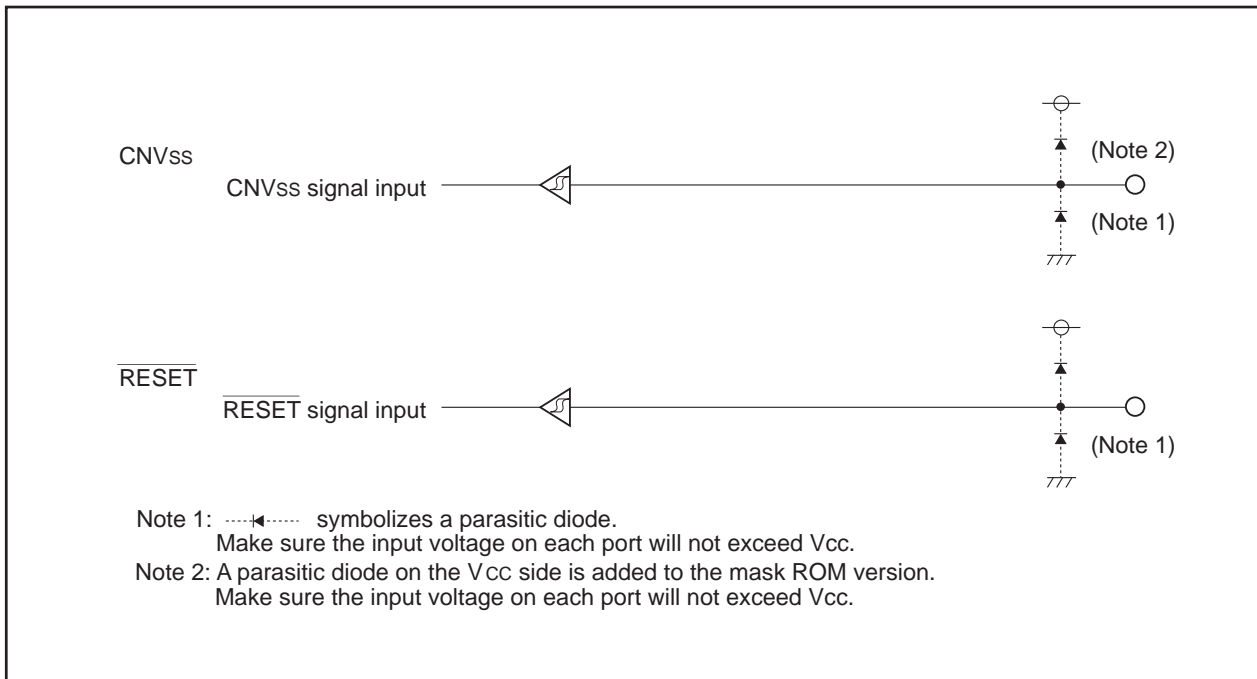 CNVSS
(Note 2)
CNVSS signal input
(Note 1)
RESET
RESET signal input
(Note 1)
Note 1: symbolizes a parasitic diode.
Make sure the input voltage on each port will not exceed Vcc.
Note 2: A parasitic diode on the VCC side is added to the mask ROM version.
Make sure the input voltage on each port will not exceed Vcc.